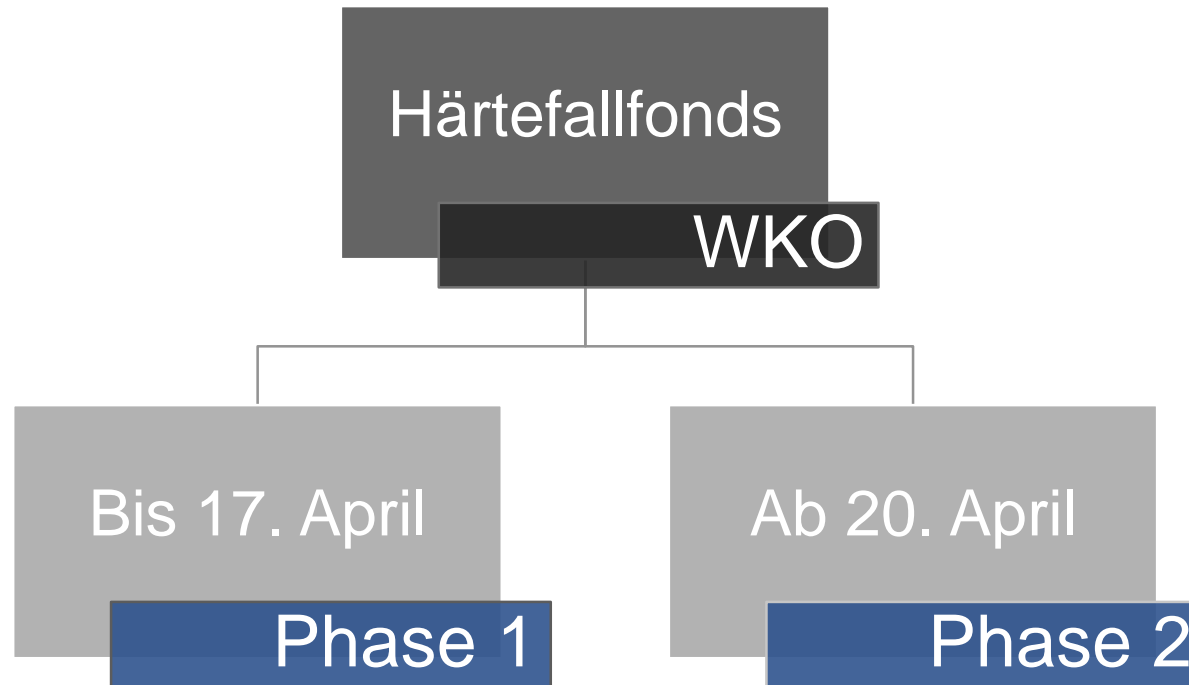 Härtefallfonds
WKO
Bis 17. April
Phase 1
Ab 20. April
Phase 2